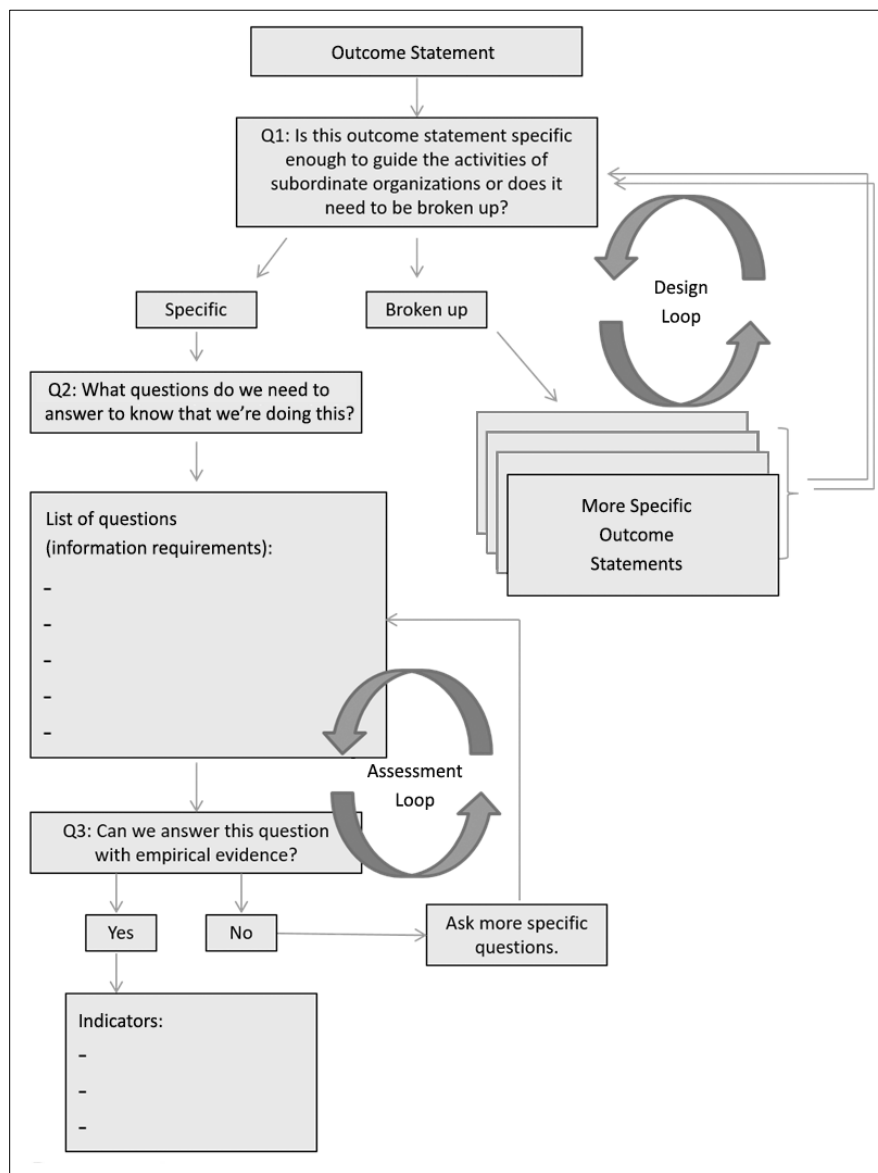 Outcome Statement
Q1: Is this outcome statement specific
enough to guide the activities of
subordinate organizations or does it
need to be broken up?
Specific
Broken up
Design
Loop
Q2: What questions do we need to
answer to know that we’re doing this?
More Specific
Outcome
Statements
List of questions
(information requirements):
-
-
-
-
-
Assessment
Loop
Q3: Can we answer this question
with empirical evidence?
Yes
No
Ask more specific
questions.
Indicators:
-
-
-